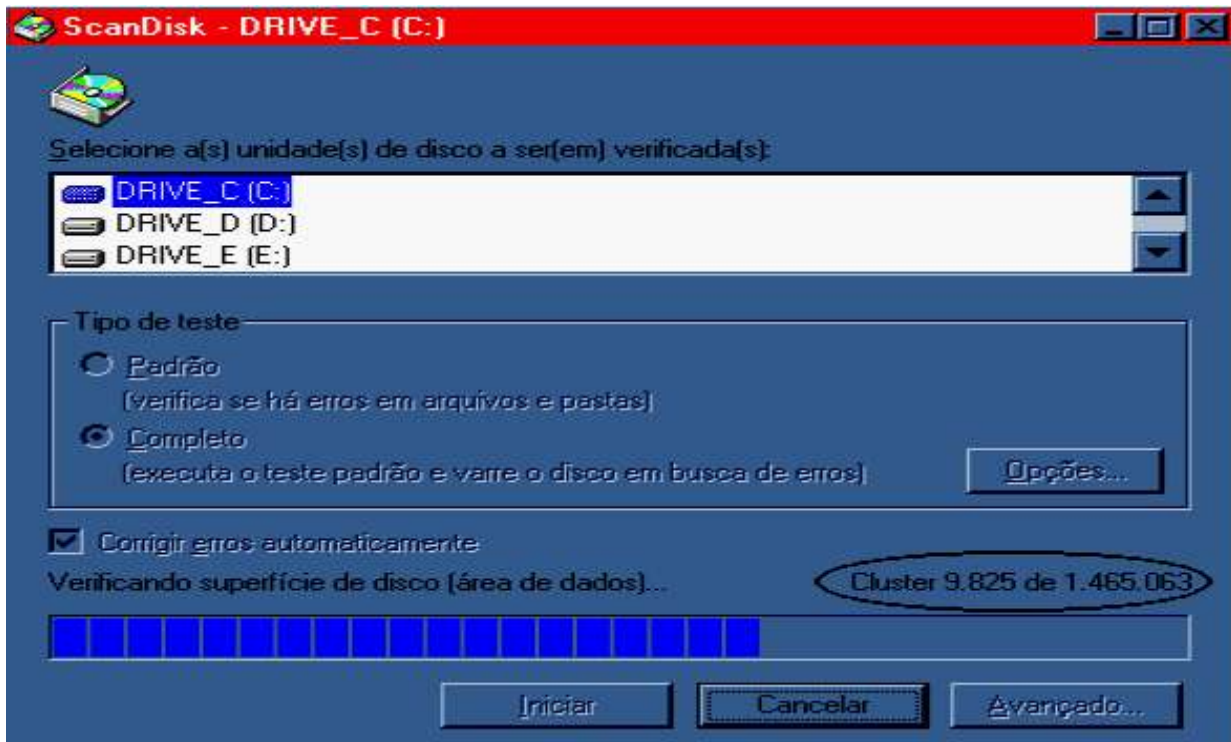 ScanDisk - DRIVE_C (C:)
Selecione a(s) unidade(s) de disco a ser(em) verificada(s):
DRIVE_C (C:)
DRIVE_D (D:)
DRIVE_E (E:)
Tipo de teste
Padrão
(verifica se há erros em arquivos e pastas)
Completo
(executa o teste padrão e varre o disco em busca de erros)
Opções...
Corrigir erros automaticamente
Verificando superfície de disco (área de dados)... Cluster 9.825 de 1.465.063
Iniciar Cancelar Avançado...